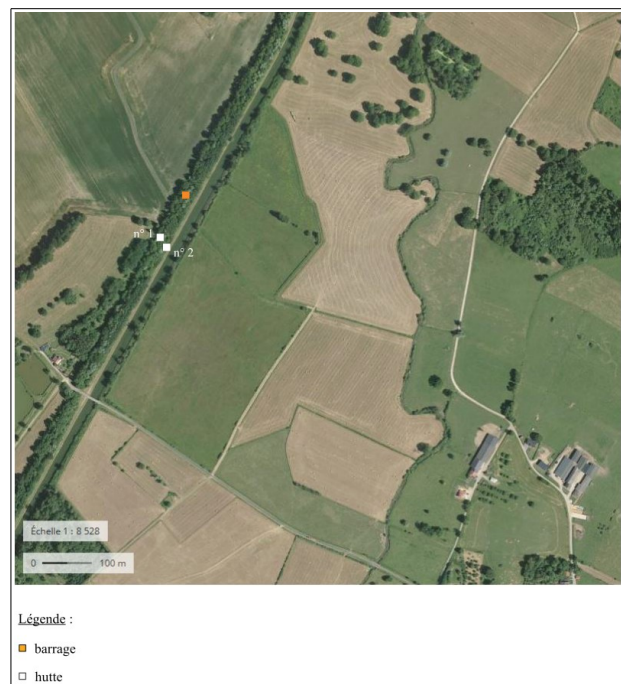 n° 1
n° 2
Échelle 1 : 8 528
0 100 m
Légende :
barrage
hutte